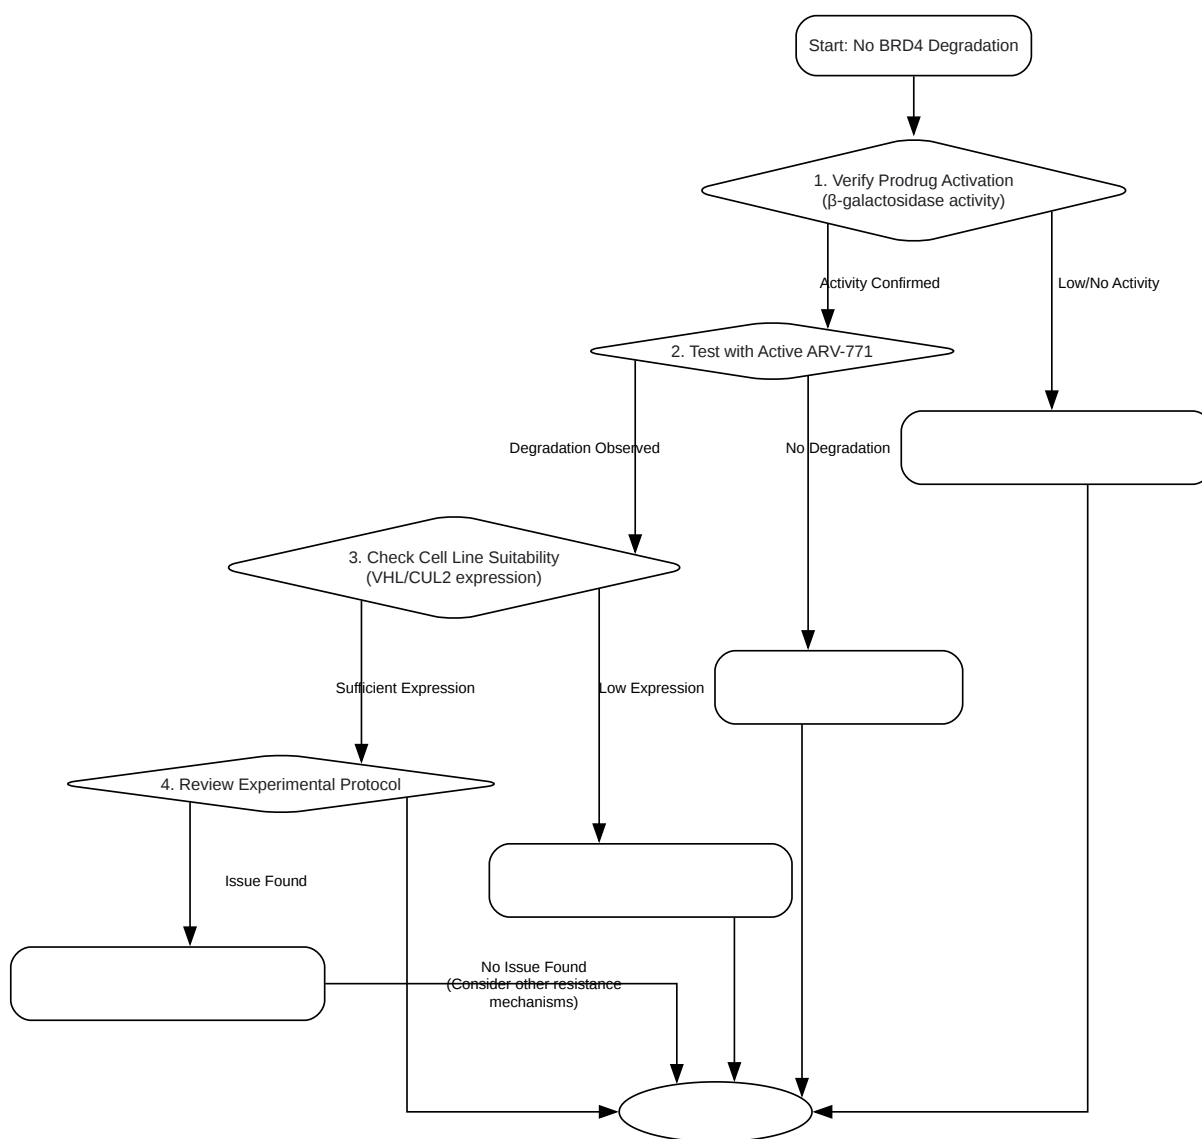 Start: No BRD4 Degradation
1. Verify Prodrug Activation
(β-galactosidase activity)
Activity Confirmed
Low/No Activity
2. Test with Active ARV-771
Degradation Observed
No Degradation
3. Check Cell Line Suitability
(VHL/CUL2 expression)
Sufficient Expression
Low Expression
4. Review Experimental Protocol
Issue Found
No Issue Found
(Consider other resistance
mechanisms)